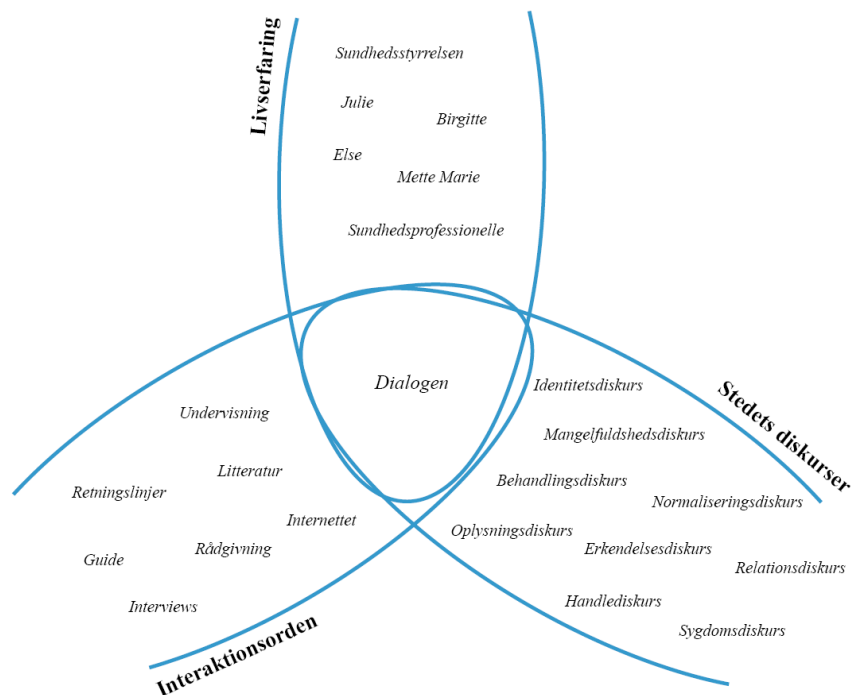 Livserfaring
Sundhedsstyrrelsen
Julie
Birgitte
Else
Mette Marie
Sundhedsprofessionelle
Dialogen
Stedets diskurser
Identitetsdiskurs
Mangelfuldshedsdiskurs
Behandlingsdiskurs
Normaliseringsdiskurs
Oplysningsdiskurs
Erkendelsesdiskurs
Relationsdiskurs
Handlediskurs
Sygdomsdiskurs
Undervisning
Litteratur
Retningslinjer
Internettet
Rådgivning
Guide
Interviews
Interaktionsorden